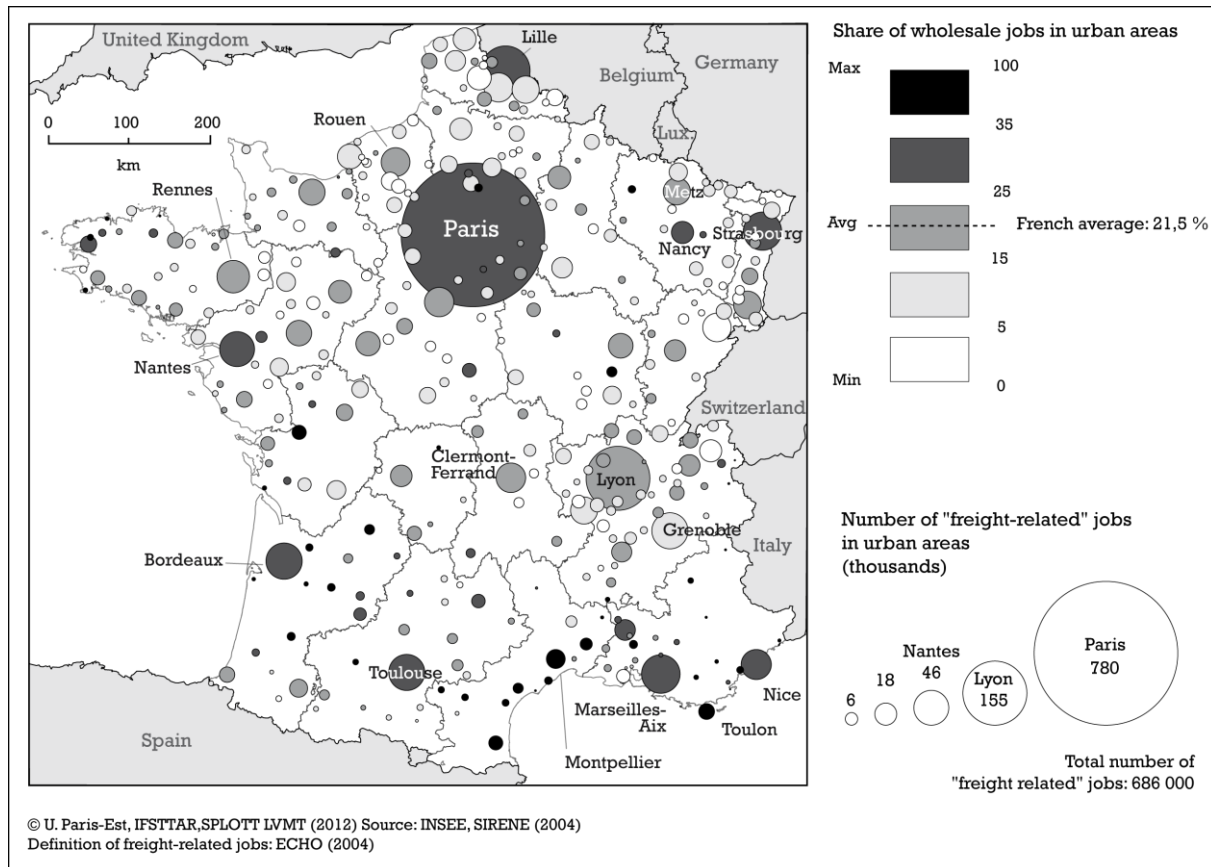 United Kingdom
Lille
Belgium
Germany
Lux.
0 100 200
km
Rouen
Rennes
Metz
Paris
Nancy
Strasbourg
Nantes
Switzerland
Clermont-
Ferrand
Lyon
Grenoble
Italy
Bordeaux
Toulouse
Nice
Marseilles-
Aix
Toulon
Spain
Montpellier
Share of wholesale jobs in urban areas
Max
100
35
25
Avg
French average: 21,5 %
15
5
Min
0
Number of "freight-related" jobs
in urban areas
(thousands)
6
18
Nantes
46
Lyon
155
Paris
780
Total number of
"freight related" jobs: 686 000
© U. Paris-Est, IFSTTAR,SPLOTT LVMT (2012) Source: INSEE, SIRENE (2004)
Definition of freight-related jobs: ECHO (2004)